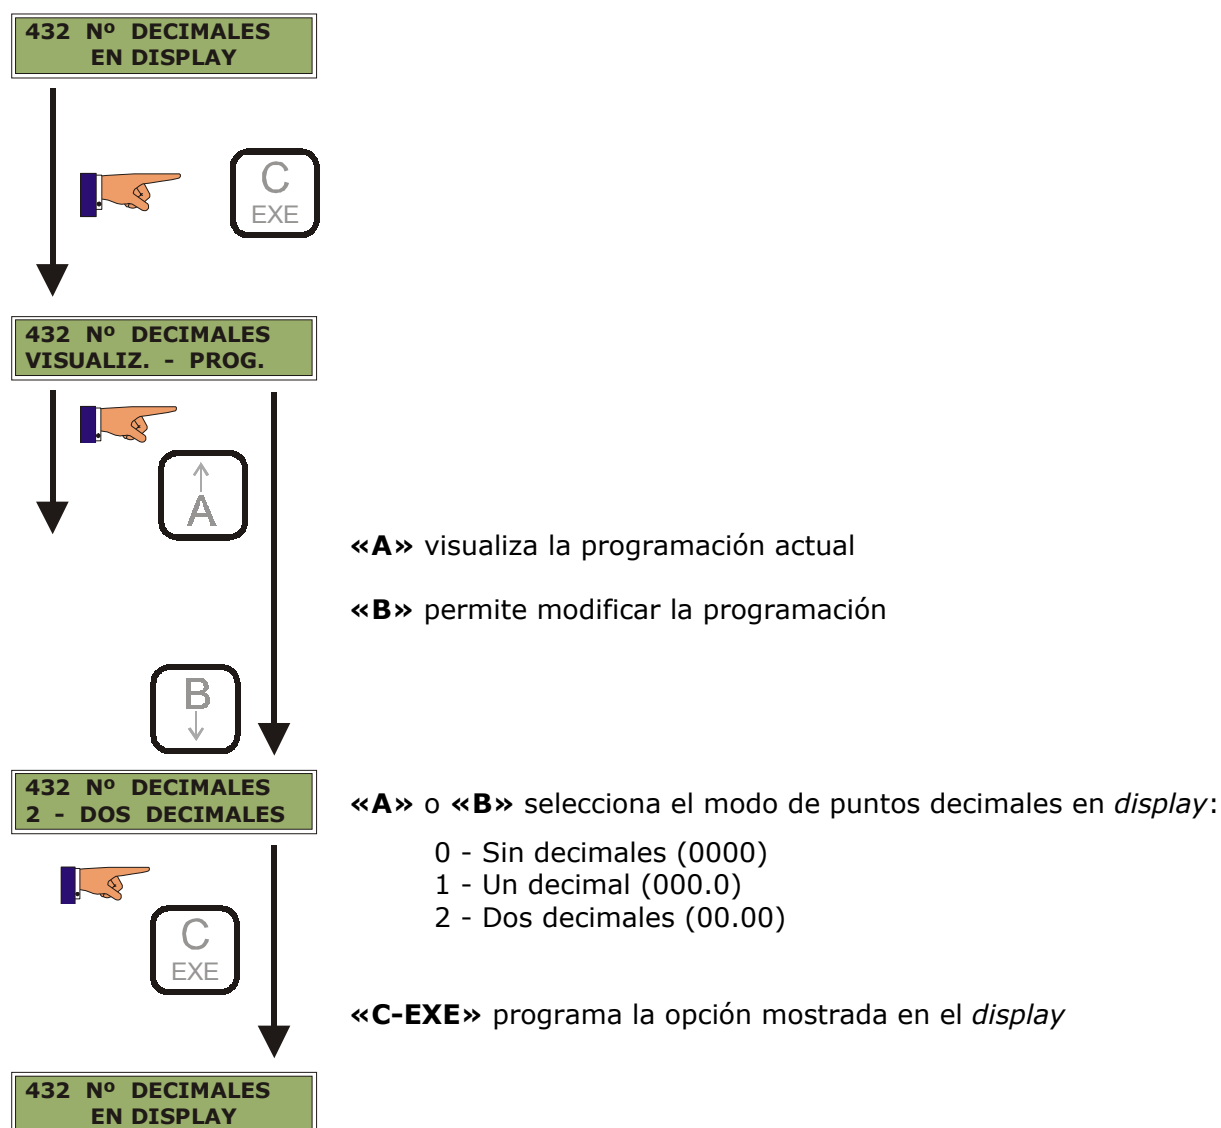 432 Nº DECIMALES
EN DISPLAY
C
EXE
432 Nº DECIMALES
VISUALIZ. - PROG.
A
«A» visualiza la programación actual
«B» permite modificar la programación
B
432 Nº DECIMALES
2 - DOS DECIMALES
«A» o «B» selecciona el modo de puntos decimales en display:
0 - Sin decimales (0000)
1 - Un decimal (000.0)
2 - Dos decimales (00.00)
C
EXE
«C-EXE» programa la opción mostrada en el display
432 Nº DECIMALES
EN DISPLAY